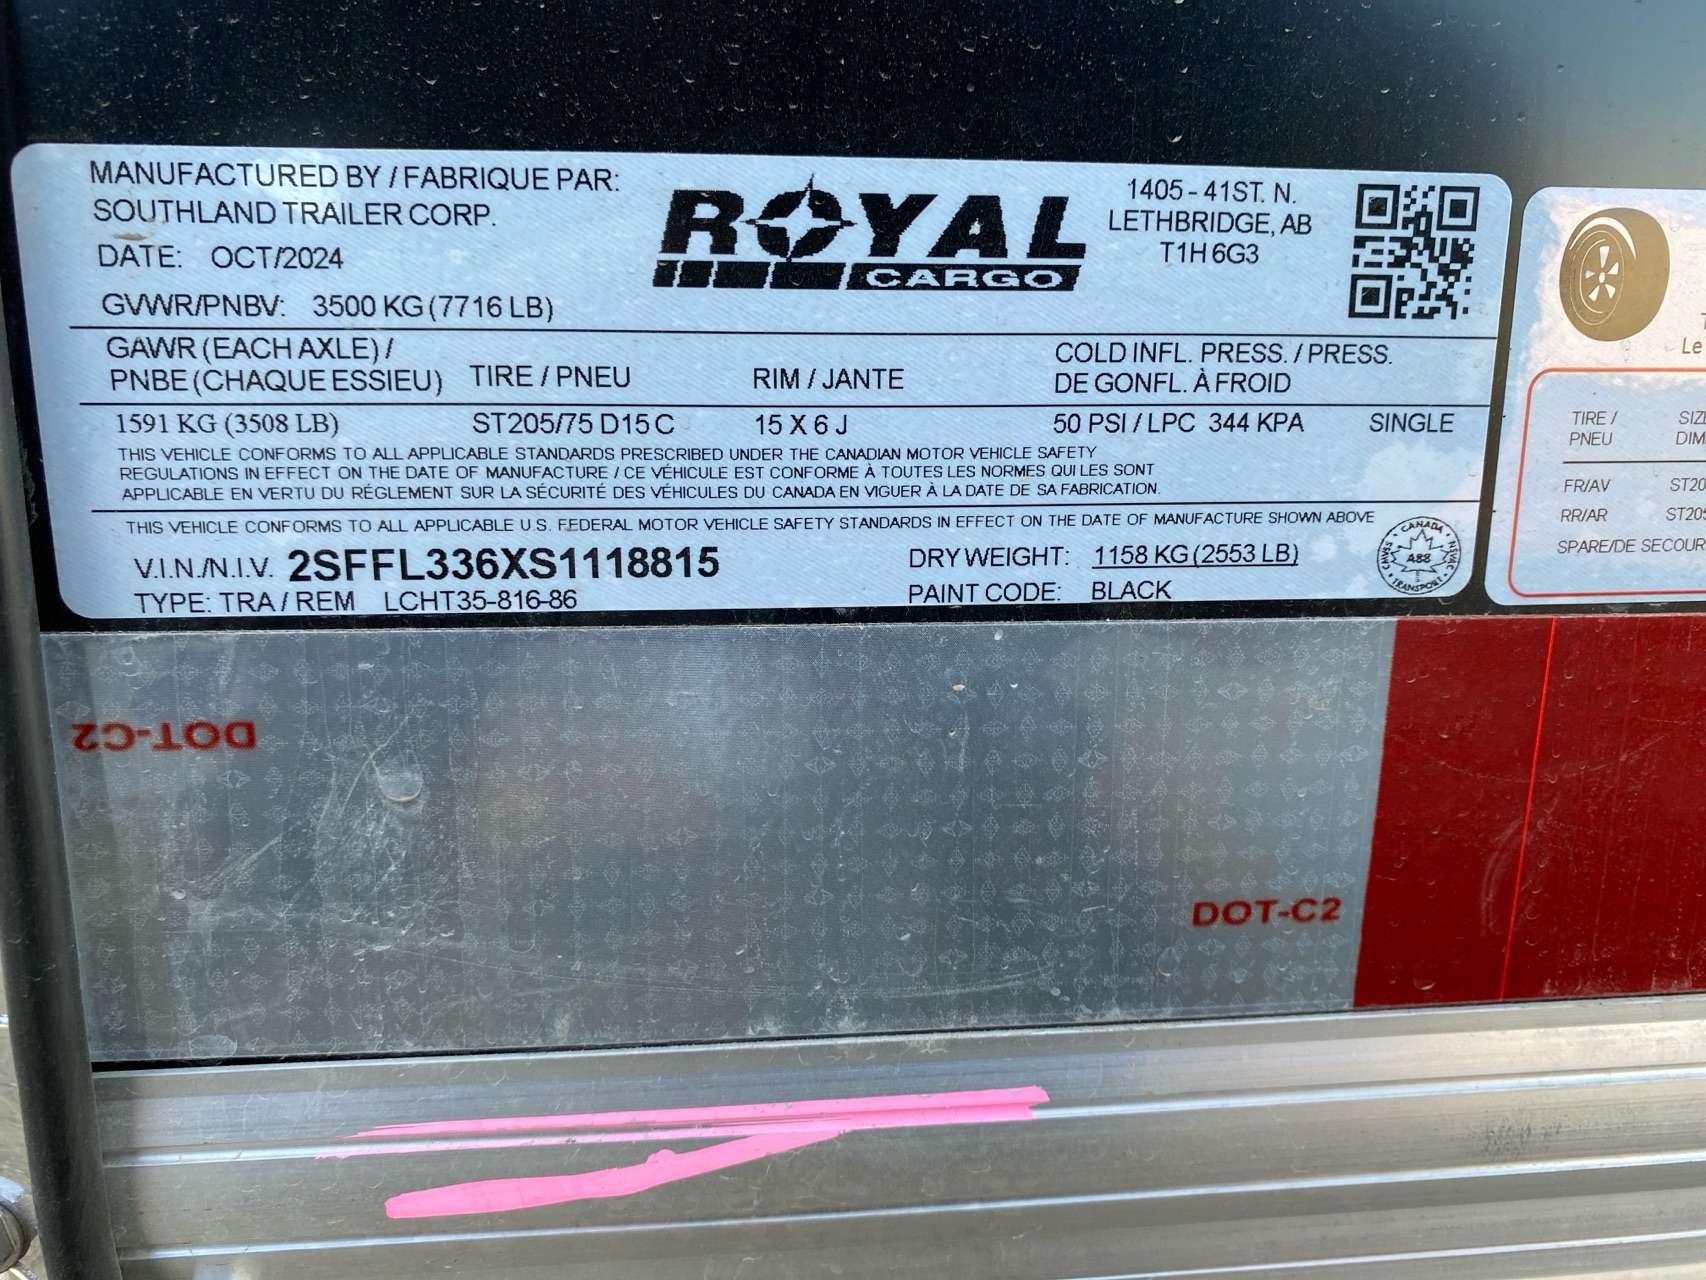 MANUFACTURED BY / FABRIQUE PAR:
SOUTHLAND TRAILER CORP.
DATE: OCT/2024
GVWR/PNBV: 3500 KG (7716 LB)
ROYAL
CARGO
1405 - 41ST. N.
LETHBRIDGE, AB
T1H 6G3
GAWR (EACH AXLE) /
PNBE (CHAQUE ESSIEU)
TIRE / PNEU
RIM / JANTE
COLD INFL. PRESS. / PRESS.
DE GONFL. À FROID
1591 KG (3508 LB) ST205/75 D15 C 15 X 6 J 50 PSI / LPC 344 KPA SINGLE
THIS VEHICLE CONFORMS TO ALL APPLICABLE STANDARDS PRESCRIBED UNDER THE CANADIAN MOTOR VEHICLE SAFETY
REGULATIONS IN EFFECT ON THE DATE OF MANUFACTURE / CE VÉHICULE EST CONFORME À TOUTES LES NORMES QUI LES SONT
APPLICABLE EN VERTU DU RÉGLEMENT SUR LA SÉCURITÉ DES VÉHICULES DU CANADA EN VIGUER À LA DATE DE SA FABRICATION.
THIS VEHICLE CONFORMS TO ALL APPLICABLE U.S. FEDERAL MOTOR VEHICLE SAFETY STANDARDS IN EFFECT ON THE DATE OF MANUFACTURE SHOWN ABOVE
V.I.N./N.I.V. 2SFFL336XS1118815
TYPE: TRA / REM LCHT35-816-86
DRY WEIGHT: 1158 KG (2553 LB)
PAINT CODE: BLACK
CANADA
A88
TRANSPORT
Le
TIRE /
PNEU
FR/AV ST20
RR/AR ST205
SPARE/DE SECOUR
DOT-C2
DOT-C2